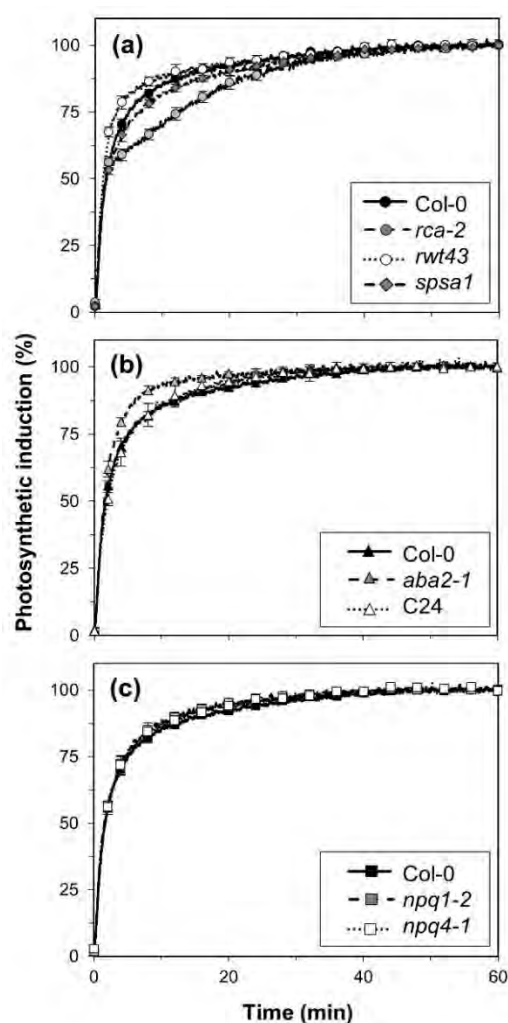 (a)
100
75
50
25
0
Col-0
rca-2
rwt43
spsa1
(b)
100
75
50
25
0
Col-0
aba2-1
C24
(c)
100
75
50
25
0
Col-0
npq1-2
npq4-1
0 20 40 60
Photosynthetic induction (%)
Time (min)